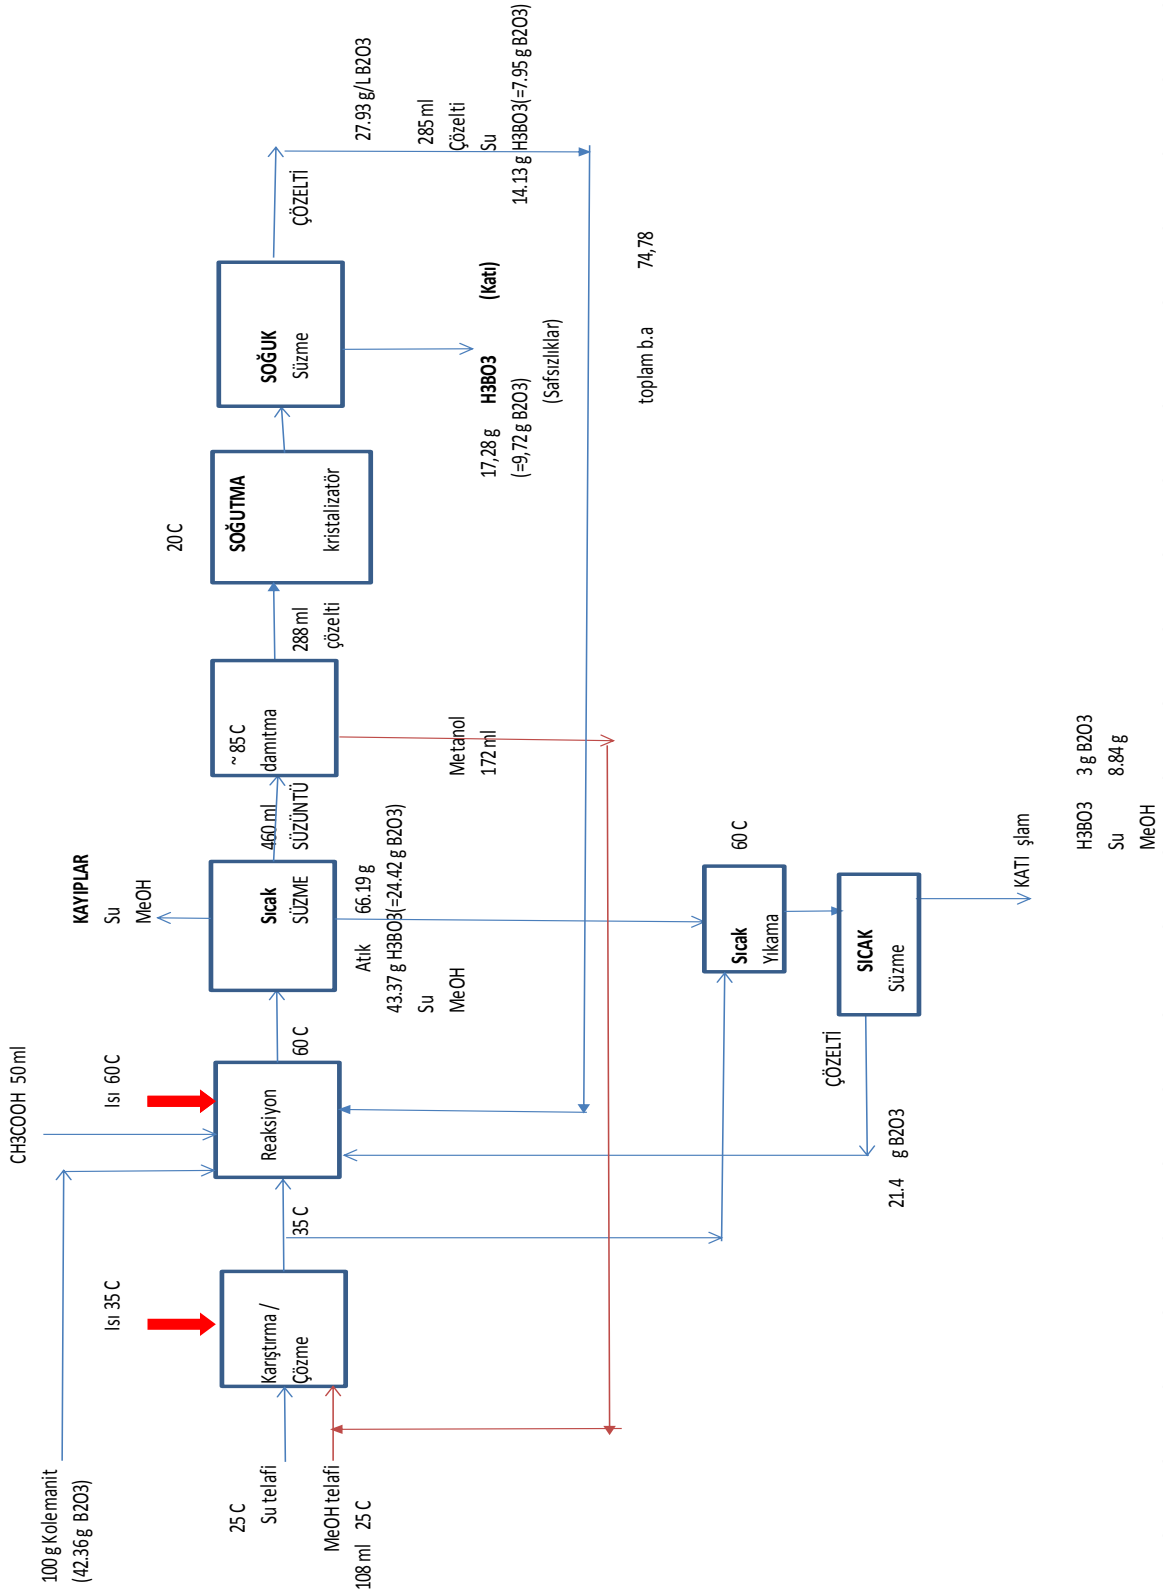 100 g Kolemanit
(42.36 g B2O3)
CH3COOH 50 ml
Isı 35 C
Isı 60 C
25 C
Su telafi
MeOH telafi
108 ml 25 C
Karıştırma /
Çözme
35 C
Reaksiyon
60 C
KAYIPLAR
Su
MeOH
Sıcak
SÜZME
460 ml
SÜZÜNTÜ
Atık 66.19 g
43.37 g H3BO3(=24.42 g B2O3)
Su
MeOH
~ 85 C
damıtma
Metanol
172 ml
288 ml
çözelti
20 C
SOĞUTMA
kristalizatör
SOĞUK
Süzme
ÇÖZELTİ
17,28 g H3BO3 (Katı)
(=9,72 g B2O3)
(Safsızlıklar)
27.93 g/L B2O3
285 ml
Çözelti
Su
14.13 g H3BO3(=7.95 g B2O3)
toplam b.a 74,78
60 C
Sıcak
Yıkama
SICAK
Süzme
ÇÖZELTİ
21.4 g B2O3
KATI şlam
H3BO3 3 g B2O3
Su 8.84 g
MeOH